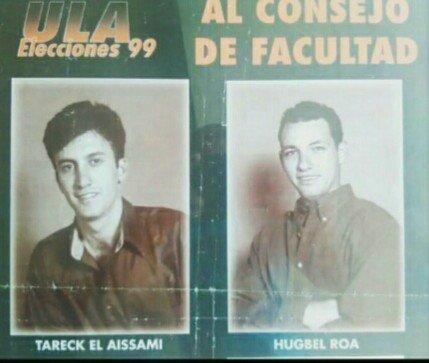 ULA
Elecciones '99
AL CONSEJO
DE FACULTAD
TARECK EL AISSAMI
HUGBEL ROA